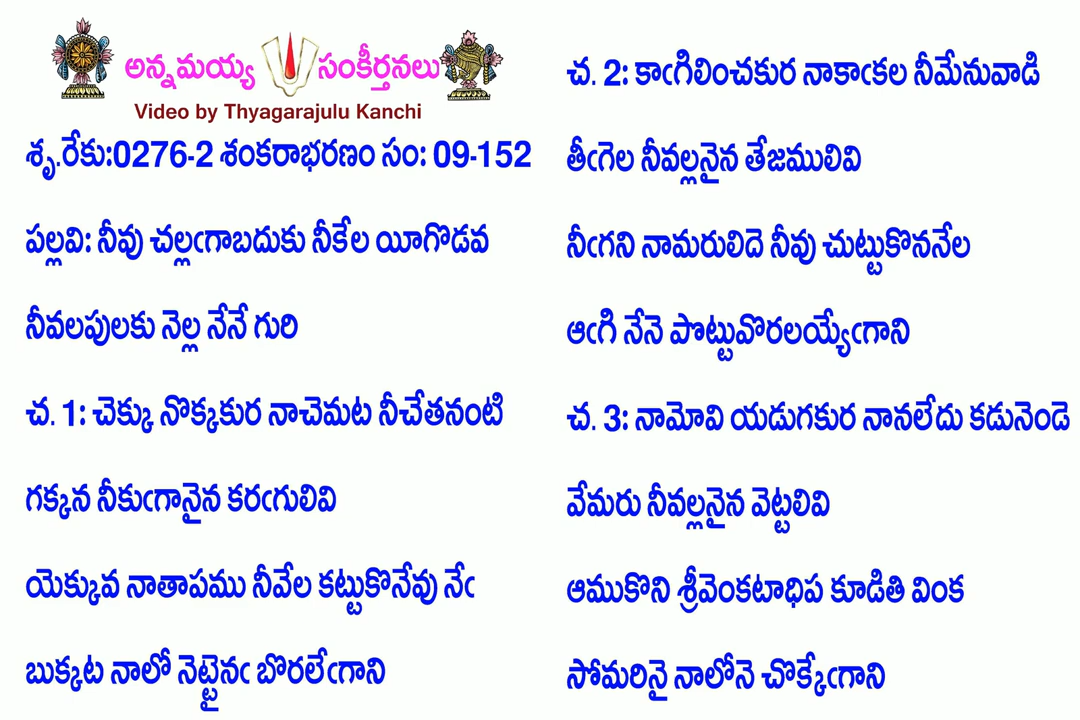 అన్నమయ్య సంకీర్తనలు
Video by Thyagarajulu Kanchi
శృ.రేకు:0276-2 శంకరాభరణం సం: 09-152
పల్లవి: నీవు చల్లఁగాబదుకు నీకేల యీగొడవ
నీవలపులకు నెల్ల నేనే గురి
చ. 1: చెక్కు నొక్కకుర నాచెమట నీచేతనంటి
గక్కన నీకుఁగానైన కరఁగులివి
యెక్కువ నాతాపము నీవేల కట్టుకొనేవు నేఁ
బుక్కట నాలో నెట్టైనఁ బొరలేఁగాని
చ. 2: కాఁగిలించకుర నాకాఁకల నీమేనువాడి
తీఁగెల నీవల్లనైన తేజములివి
నీఁగని నామరులిదె నీవు చుట్టుకొననేల
ఆఁగి నేనె పొట్టువొరలయ్యేఁగాని
చ. 3: నామోవి యడుగకుర నానలేదు కడునెండె
వేమరు నీవల్లనైన వెట్టలివి
ఆముకొని శ్రీవెంకటాధిప కూడితి వింక
సోమరినై నాలోనె చొక్కేఁగాని